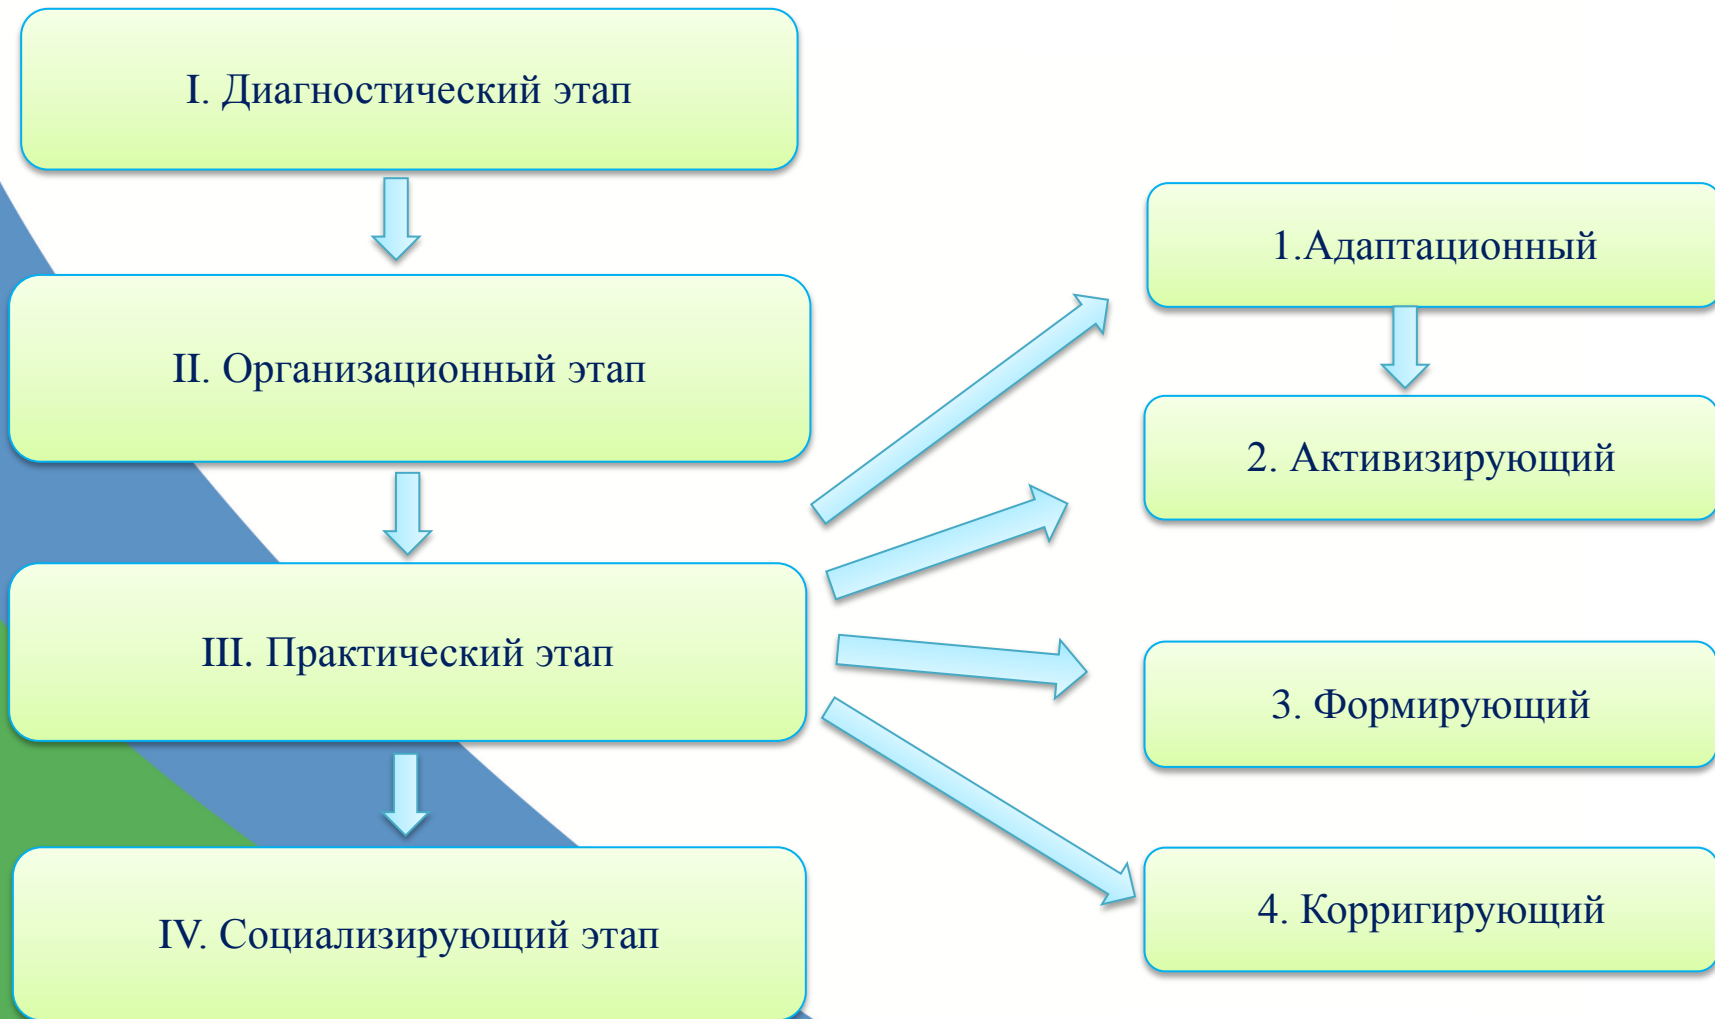 I. Диагностический этап
II. Организационный этап
III. Практический этап
IV. Социализирующий этап
1.Адаптационный
2. Активизирующий
3. Формирующий
4. Корригирующий